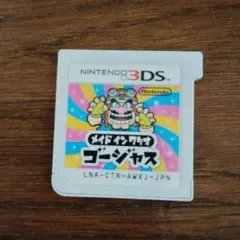 NINTENDO 3DS
Nintendo
メイド イン ワリオ
ゴージャス
LNA-CTR-AWXJ-JPN